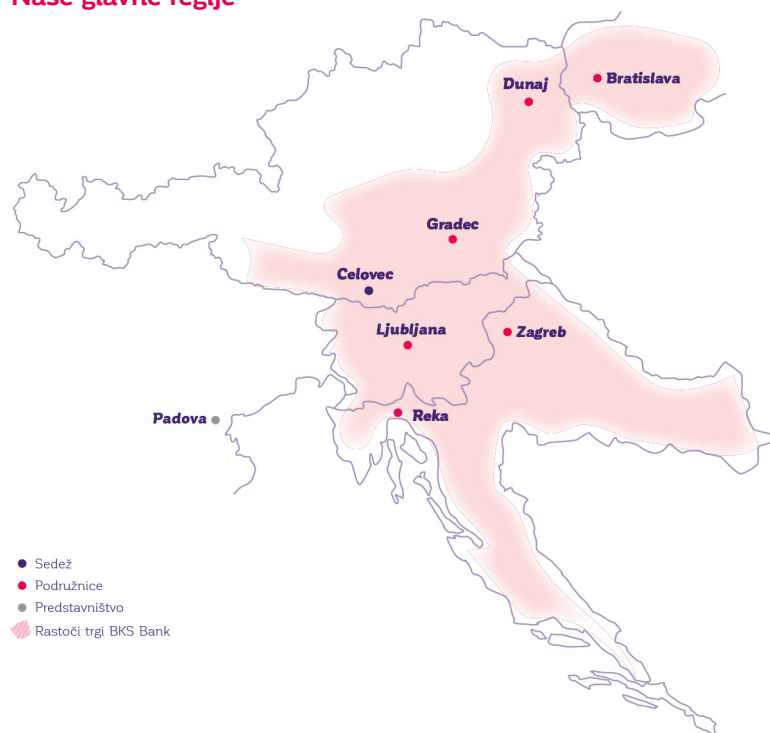 Naše glavne regije
Dunaj
Bratislava
Gradec
Celovec
Ljubljana
Zagreb
Padova
Reka
Sedež
Podružnice
Predstavništvo
Rastoči trgi BKS Bank